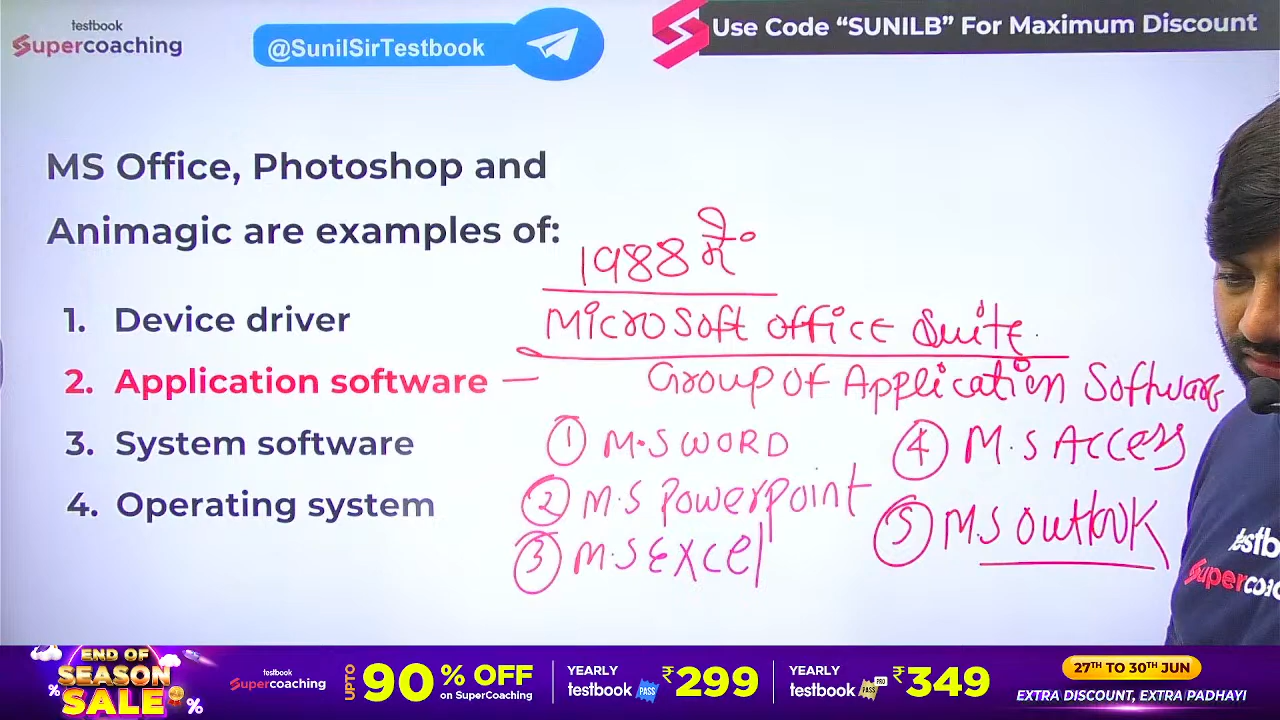 testbook
Supercoaching
@SunilSirTestbook
Use Code “SUNILB” For Maximum Discount
MS Office, Photoshop and
Animagic are examples of:
1. Device driver
2. Application software
3. System software
4. Operating system
1988 में
Microsoft office Suite.
Group of Application Software
① M.S WORD
② M.S Powerpoint
③ M.S EXCEL
④ M.S Access
⑤ M.S Outlook
testb
Supercoac
END OF
SEASON
SALE
%
%
testbook
Supercoaching
UPTO
90% OFF
on SuperCoaching
YEARLY
testbook PASS
₹299
YEARLY
testbook PASS PRO
₹349
27TH TO 30TH JUN
EXTRA DISCOUNT, EXTRA PADHAYI